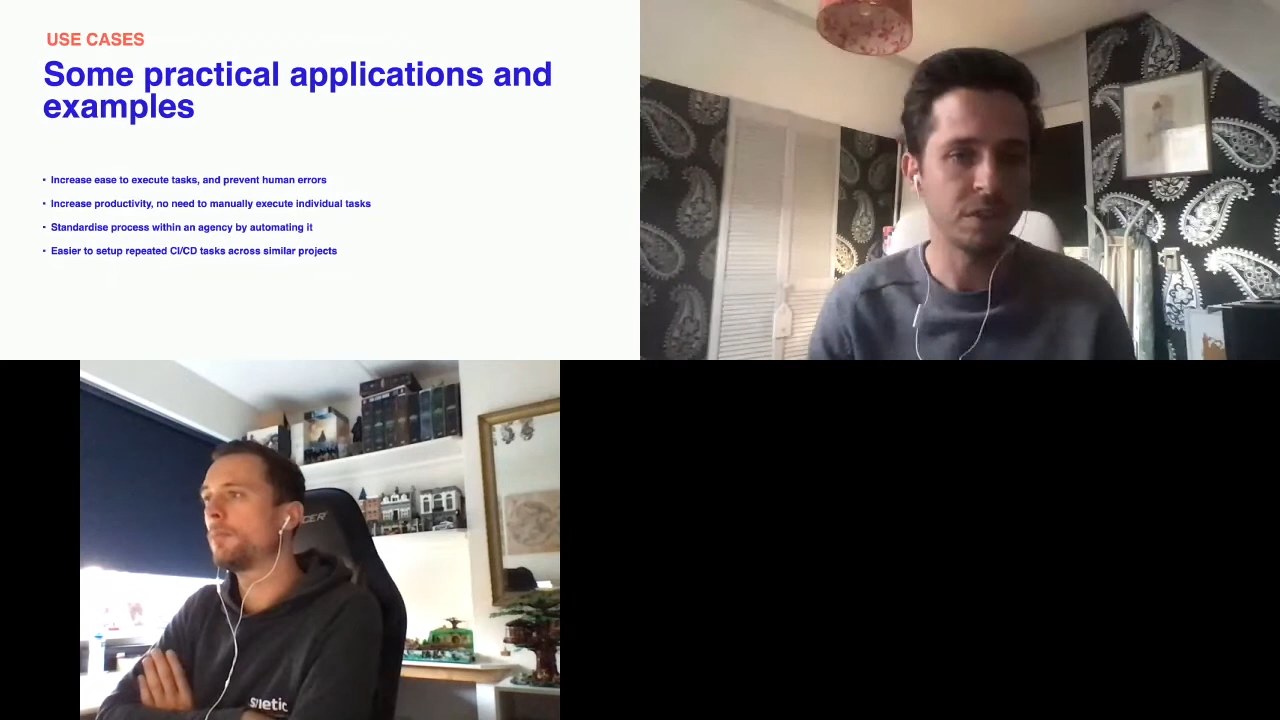 USE CASES
Some practical applications and
examples
▪ Increase ease to execute tasks, and prevent human errors
▪ Increase productivity, no need to manually execute individual tasks
▪ Standardise process within an agency by automating it
▪ Easier to setup repeated CI/CD tasks across similar projects